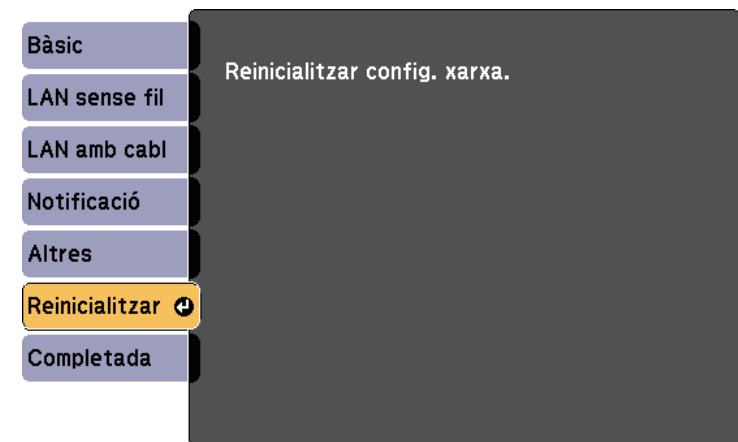 Bàsic
LAN sense fil
LAN amb cabl
Notificació
Altres
Reinicialitzar
Completada
Reinicialitzar config. xarxa.